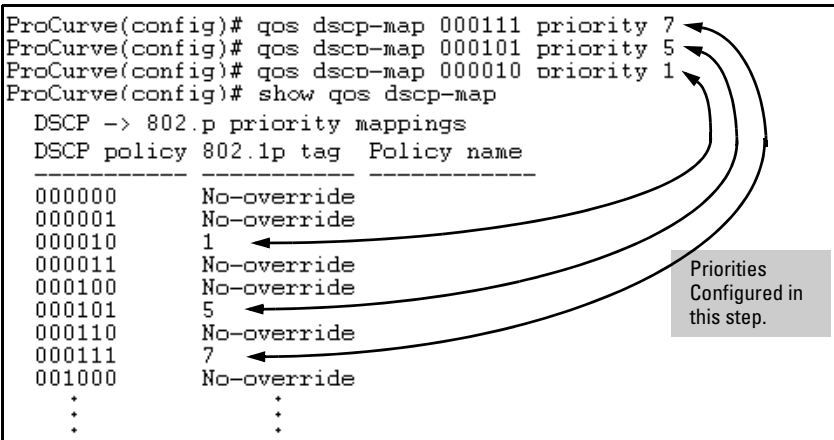 ProCurve(config)# qos dscp-map 000111 priority 7
ProCurve(config)# qos dscp-map 000101 priority 5
ProCurve(config)# qos dscp-map 000010 priority 1
ProCurve(config)# show qos dscp-map
DSCP -> 802.p priority mappings
DSCP policy 802.1p tag Policy name
----------- ----------- ------------
000000 No-override
000001 No-override
000010 1
000011 No-override
000100 No-override
000101 5
000110 No-override
000111 7
001000 No-override
Priorities
Configured in
this step.